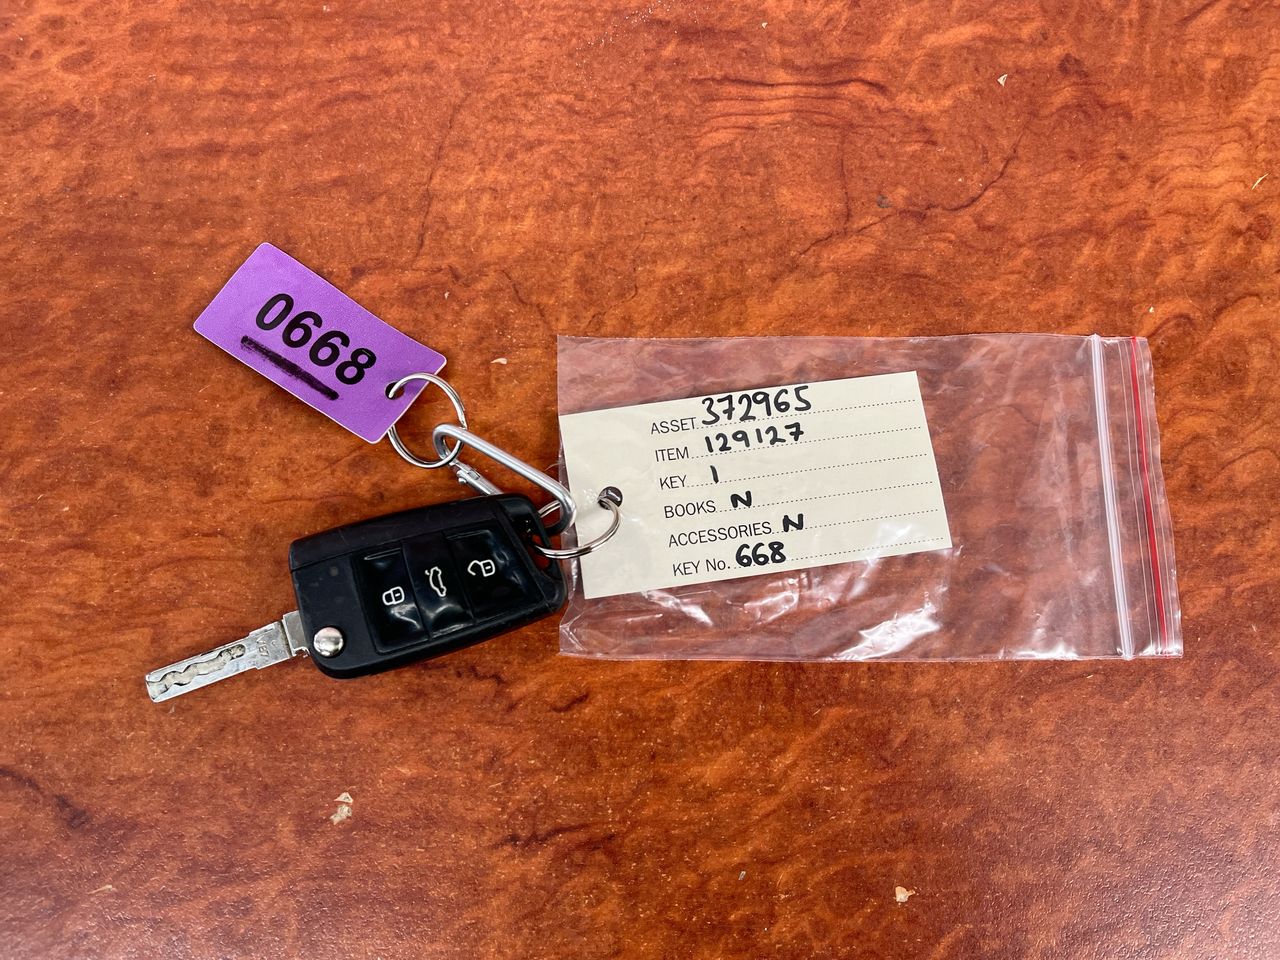 0668
ASSET 372965
ITEM 129127
KEY 1
BOOKS N
ACCESSORIES N
KEY No. 668